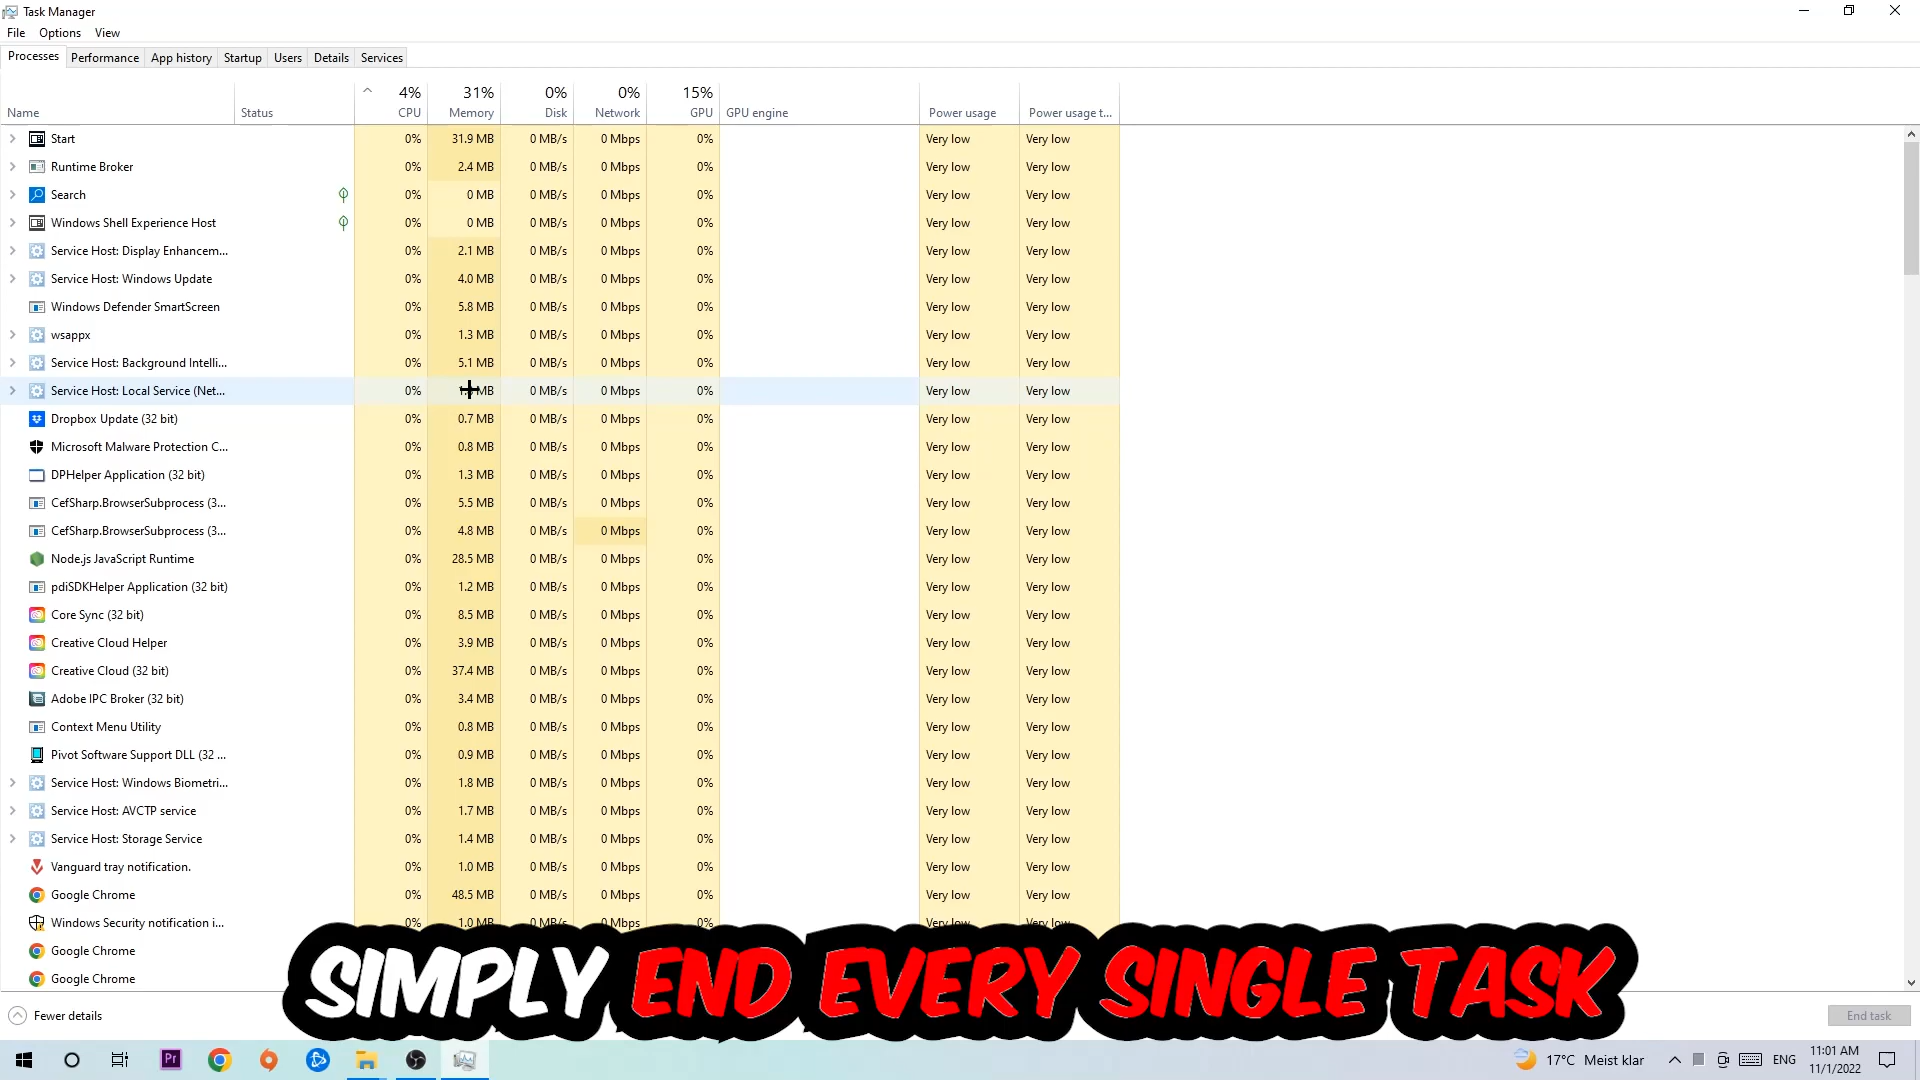 Task Manager
File Options View
Processes Performance App history Startup Users Details Services
4% 31% 0% 0% 15%
Name Status CPU Memory Disk Network GPU GPU engine Power usage Power usage t...
Start 0% 31.9 MB 0 MB/s 0 Mbps 0% Very low Very low
Runtime Broker 0% 2.4 MB 0 MB/s 0 Mbps 0% Very low Very low
Search 0% 0 MB 0 MB/s 0 Mbps 0% Very low Very low
Windows Shell Experience Host 0% 0 MB 0 MB/s 0 Mbps 0% Very low Very low
Service Host: Display Enhancem... 0% 2.1 MB 0 MB/s 0 Mbps 0% Very low Very low
Service Host: Windows Update 0% 4.0 MB 0 MB/s 0 Mbps 0% Very low Very low
Windows Defender SmartScreen 0% 5.8 MB 0 MB/s 0 Mbps 0% Very low Very low
wsappx 0% 1.3 MB 0 MB/s 0 Mbps 0% Very low Very low
Service Host: Background Intelli... 0% 5.1 MB 0 MB/s 0 Mbps 0% Very low Very low
Service Host: Local Service (Net... 0% MB 0 MB/s 0 Mbps 0% Very low Very low
Dropbox Update (32 bit) 0% 0.7 MB 0 MB/s 0 Mbps 0% Very low Very low
Microsoft Malware Protection C... 0% 0.8 MB 0 MB/s 0 Mbps 0% Very low Very low
DPHelper Application (32 bit) 0% 1.3 MB 0 MB/s 0 Mbps 0% Very low Very low
CefSharp.BrowserSubprocess (3... 0% 5.5 MB 0 MB/s 0 Mbps 0% Very low Very low
CefSharp.BrowserSubprocess (3... 0% 4.8 MB 0 MB/s 0 Mbps 0% Very low Very low
Node.js JavaScript Runtime 0% 28.5 MB 0 MB/s 0 Mbps 0% Very low Very low
pdiSDKHelper Application (32 bit) 0% 1.2 MB 0 MB/s 0 Mbps 0% Very low Very low
Core Sync (32 bit) 0% 8.5 MB 0 MB/s 0 Mbps 0% Very low Very low
Creative Cloud Helper 0% 3.9 MB 0 MB/s 0 Mbps 0% Very low Very low
Creative Cloud (32 bit) 0% 37.4 MB 0 MB/s 0 Mbps 0% Very low Very low
Adobe IPC Broker (32 bit) 0% 3.4 MB 0 MB/s 0 Mbps 0% Very low Very low
Context Menu Utility 0% 0.8 MB 0 MB/s 0 Mbps 0% Very low Very low
Pivot Software Support DLL (32 ... 0% 0.9 MB 0 MB/s 0 Mbps 0% Very low Very low
Service Host: Windows Biometri... 0% 1.8 MB 0 MB/s 0 Mbps 0% Very low Very low
Service Host: AVCTP service 0% 1.7 MB 0 MB/s 0 Mbps 0% Very low Very low
Service Host: Storage Service 0% 1.4 MB 0 MB/s 0 Mbps 0% Very low Very low
Vanguard tray notification. 0% 1.0 MB 0 MB/s 0 Mbps 0% Very low Very low
Google Chrome 0% 48.5 MB 0 MB/s 0 Mbps 0% Very low Very low
Windows Security notification i... 0% 1.0 MB 0 MB/s 0 Mbps 0% Very low Very low
Google Chrome
Google Chrome
SIMPLY END EVERY SINGLE TASK
Fewer details End task
Pr 17°C Meist klar ENG 11:01 AM
11/1/2022